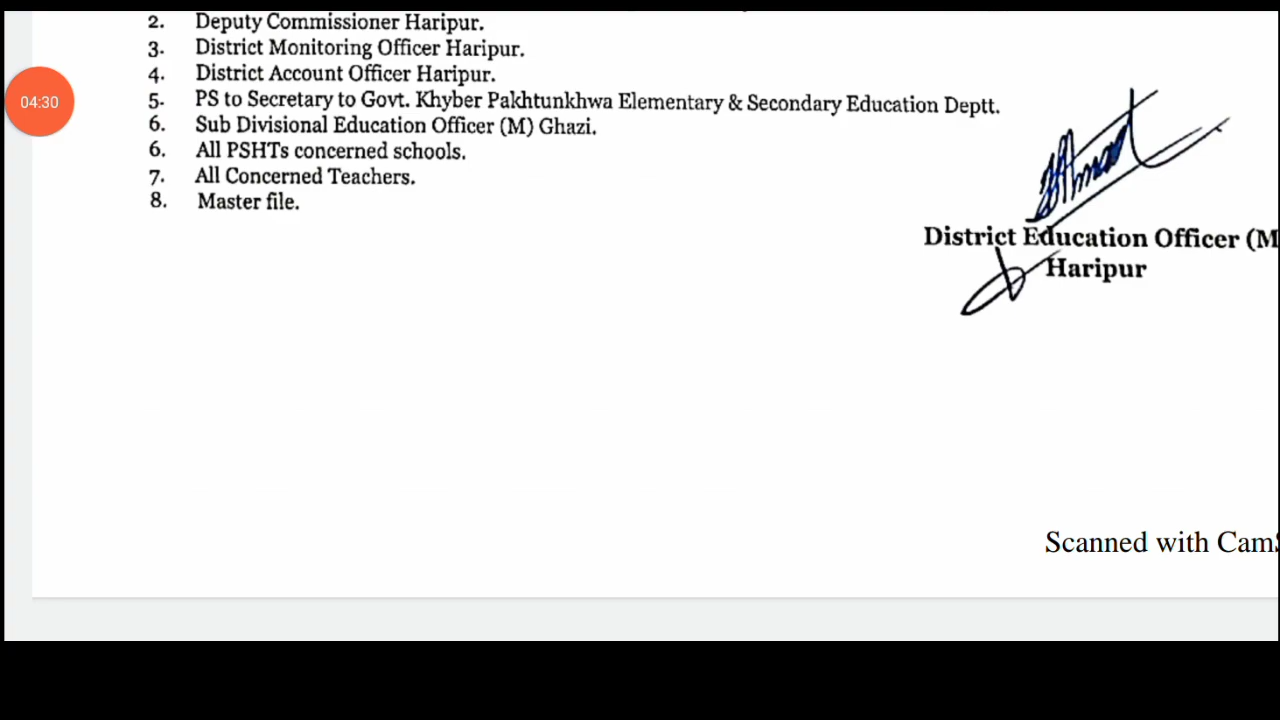 2. Deputy Commissioner Haripur.
3. District Monitoring Officer Haripur.
4. District Account Officer Haripur.
5. PS to Secretary to Govt. Khyber Pakhtunkhwa Elementary & Secondary Education Deptt.
6. Sub Divisional Education Officer (M) Ghazi.
6. All PSHTs concerned schools.
7. All Concerned Teachers.
8. Master file.
04:30
District Education Officer (M
Haripur
Scanned with Cam